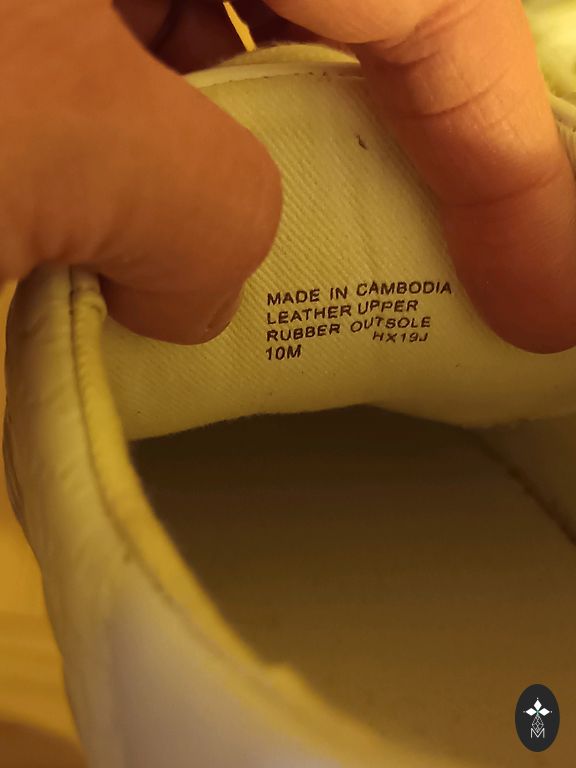 MADE IN CAMBODIA
LEATHER UPPER
RUBBER OUTSOLE
HX19J
10M
M